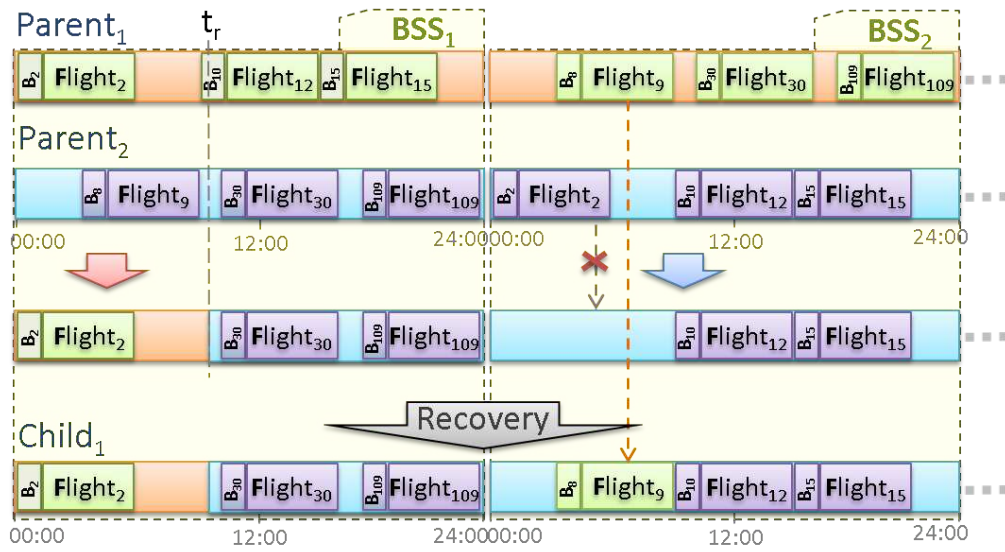 Parent1 tr BSS1 BSS2
B2 Flight2 B10 Flight12 B15 Flight15 B8 Flight9 B30 Flight30 B109 Flight109
Parent2
B8 Flight9 B30 Flight30 B109 Flight109 B2 Flight2 B10 Flight12 B15 Flight15
00:00 12:00 24:00 00:00 12:00 24:00
B2 Flight2 B30 Flight30 B109 Flight109 B10 Flight12 B15 Flight15
Recovery
Child1
B2 Flight2 B30 Flight30 B109 Flight109 B8 Flight9 B10 Flight12 B15 Flight15
00:00 12:00 24:00 00:00 12:00 24:00